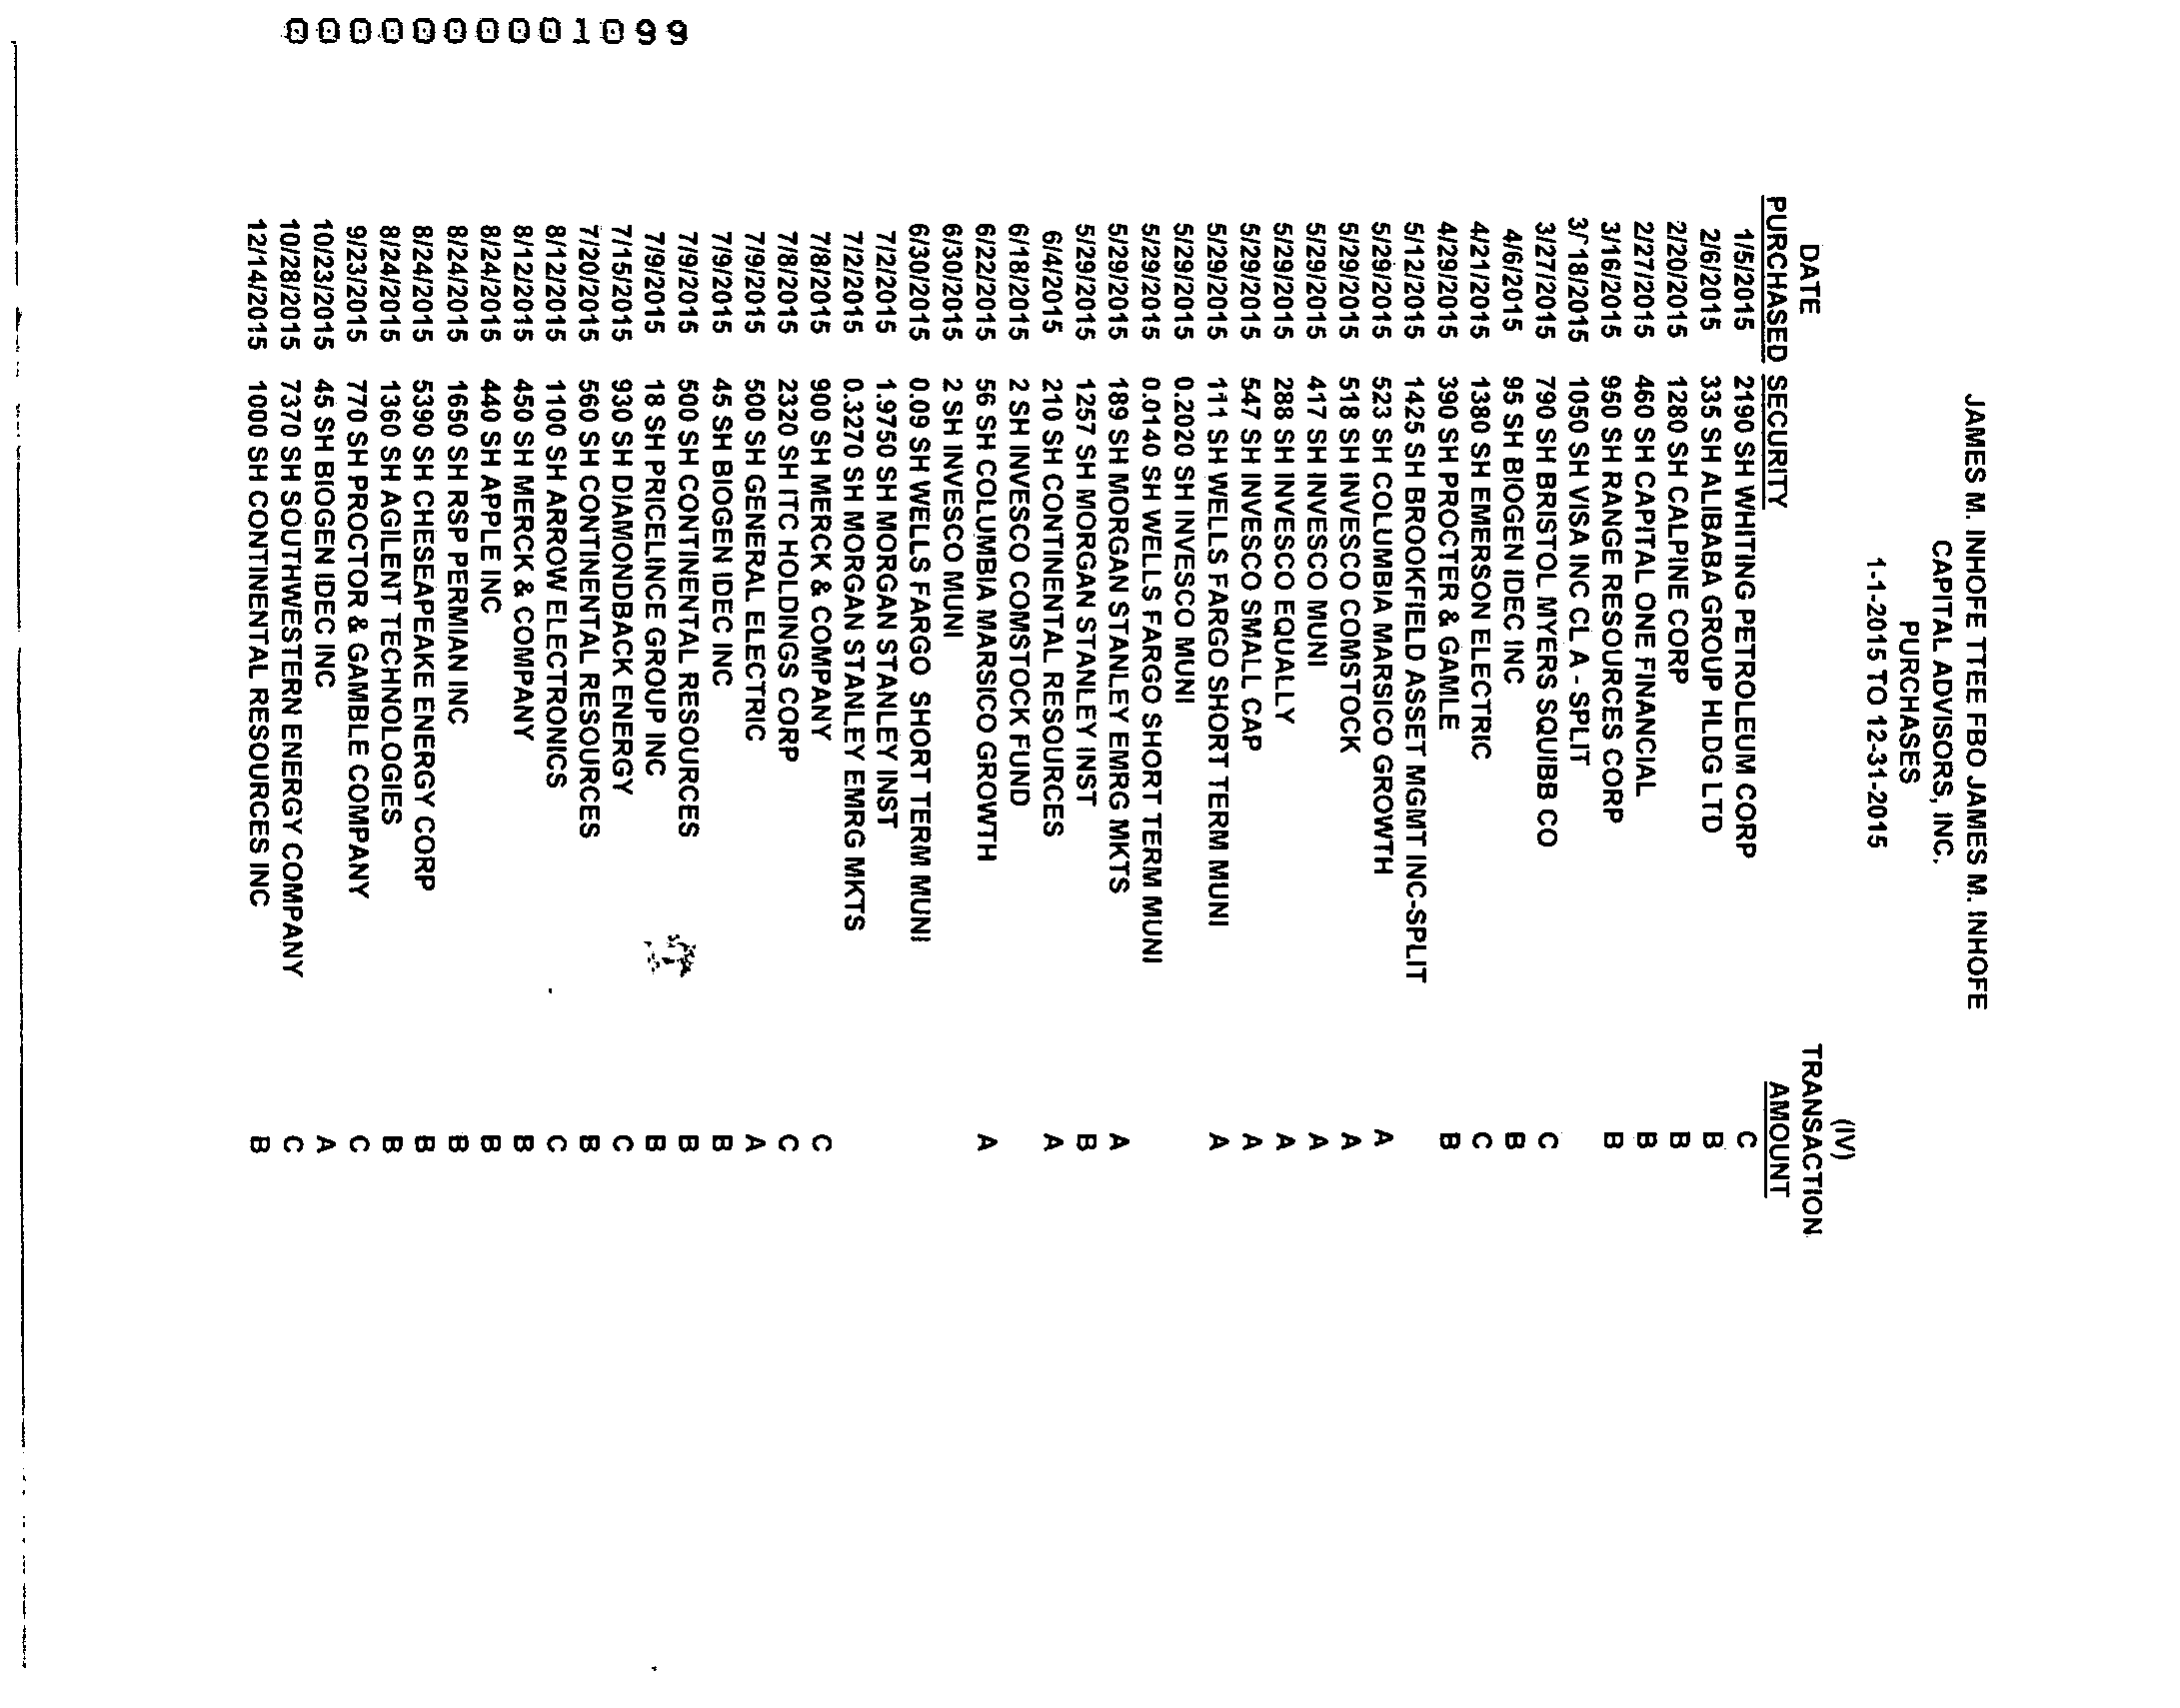 JAMES M. INHOFE TTEE FBO JAMES M. INHOFE
CAPITAL ADVISORS, INC.
PURCHASES
1-1-2015 TO 12-31-2015
(IV)
DATE TRANSACTION
PURCHASED SECURITY AMOUNT
1/5/2015 2190 SH WHITING PETROLEUM CORP C
2/6/2015 335 SH ALIBABA GROUP HLDG LTD B
2/20/2015 1280 SH CALPINE CORP B
2/27/2015 460 SH CAPITAL ONE FINANCIAL B
3/16/2015 950 SH RANGE RESOURCES CORP B
3/18/2015 1050 SH VISA INC CL A - SPLIT
3/27/2015 790 SH BRISTOL MYERS SQUIBB CO C
4/6/2015 95 SH BIOGEN IDEC INC B
4/21/2015 1380 SH EMERSON ELECTRIC C
4/29/2015 390 SH PROCTER & GAMLE B
5/12/2015 1425 SH BROOKFIELD ASSET MGMT INC-SPLIT
5/29/2015 523 SH COLUMBIA MARSICO GROWTH A
5/29/2015 518 SH INVESCO COMSTOCK A
5/29/2015 417 SH INVESCO MUNI A
5/29/2015 288 SH INVESCO EQUALLY A
5/29/2015 547 SH INVESCO SMALL CAP A
5/29/2015 111 SH WELLS FARGO SHORT TERM MUNI A
5/29/2015 0.2020 SH INVESCO MUNI
5/29/2015 0.0140 SH WELLS FARGO SHORT TERM MUNI
5/29/2015 189 SH MORGAN STANLEY EMRG MKTS A
5/29/2015 1257 SH MORGAN STANLEY INST B
6/4/2015 210 SH CONTINENTAL RESOURCES A
6/18/2015 2 SH INVESCO COMSTOCK FUND
6/22/2015 56 SH COLUMBIA MARSICO GROWTH A
6/30/2015 2 SH INVESCO MUNI
6/30/2015 0.09 SH WELLS FARGO SHORT TERM MUNI
7/2/2015 1.9750 SH MORGAN STANLEY INST
7/2/2015 0.3270 SH MORGAN STANLEY EMRG MKTS
7/8/2015 900 SH MERCK & COMPANY C
7/8/2015 2320 SH ITC HOLDINGS CORP C
7/9/2015 500 SH GENERAL ELECTRIC A
7/9/2015 45 SH BIOGEN IDEC INC B
7/9/2015 500 SH CONTINENTAL RESOURCES B
7/9/2015 18 SH PRICELINCE GROUP INC B
7/15/2015 930 SH DIAMONDBACK ENERGY C
7/20/2015 560 SH CONTINENTAL RESOURCES B
8/12/2015 1100 SH ARROW ELECTRONICS C
8/12/2015 450 SH MERCK & COMPANY B
8/24/2015 440 SH APPLE INC B
8/24/2015 1650 SH RSP PERMIAN INC B
8/24/2015 5390 SH CHESEAPEAKE ENERGY CORP B
8/24/2015 1360 SH AGILENT TECHNOLOGIES B
9/23/2015 770 SH PROCTOR & GAMBLE COMPANY C
10/23/2015 45 SH BIOGEN IDEC INC A
10/28/2015 7370 SH SOUTHWESTERN ENERGY COMPANY C
12/14/2015 1000 SH CONTINENTAL RESOURCES INC B
0000000001099